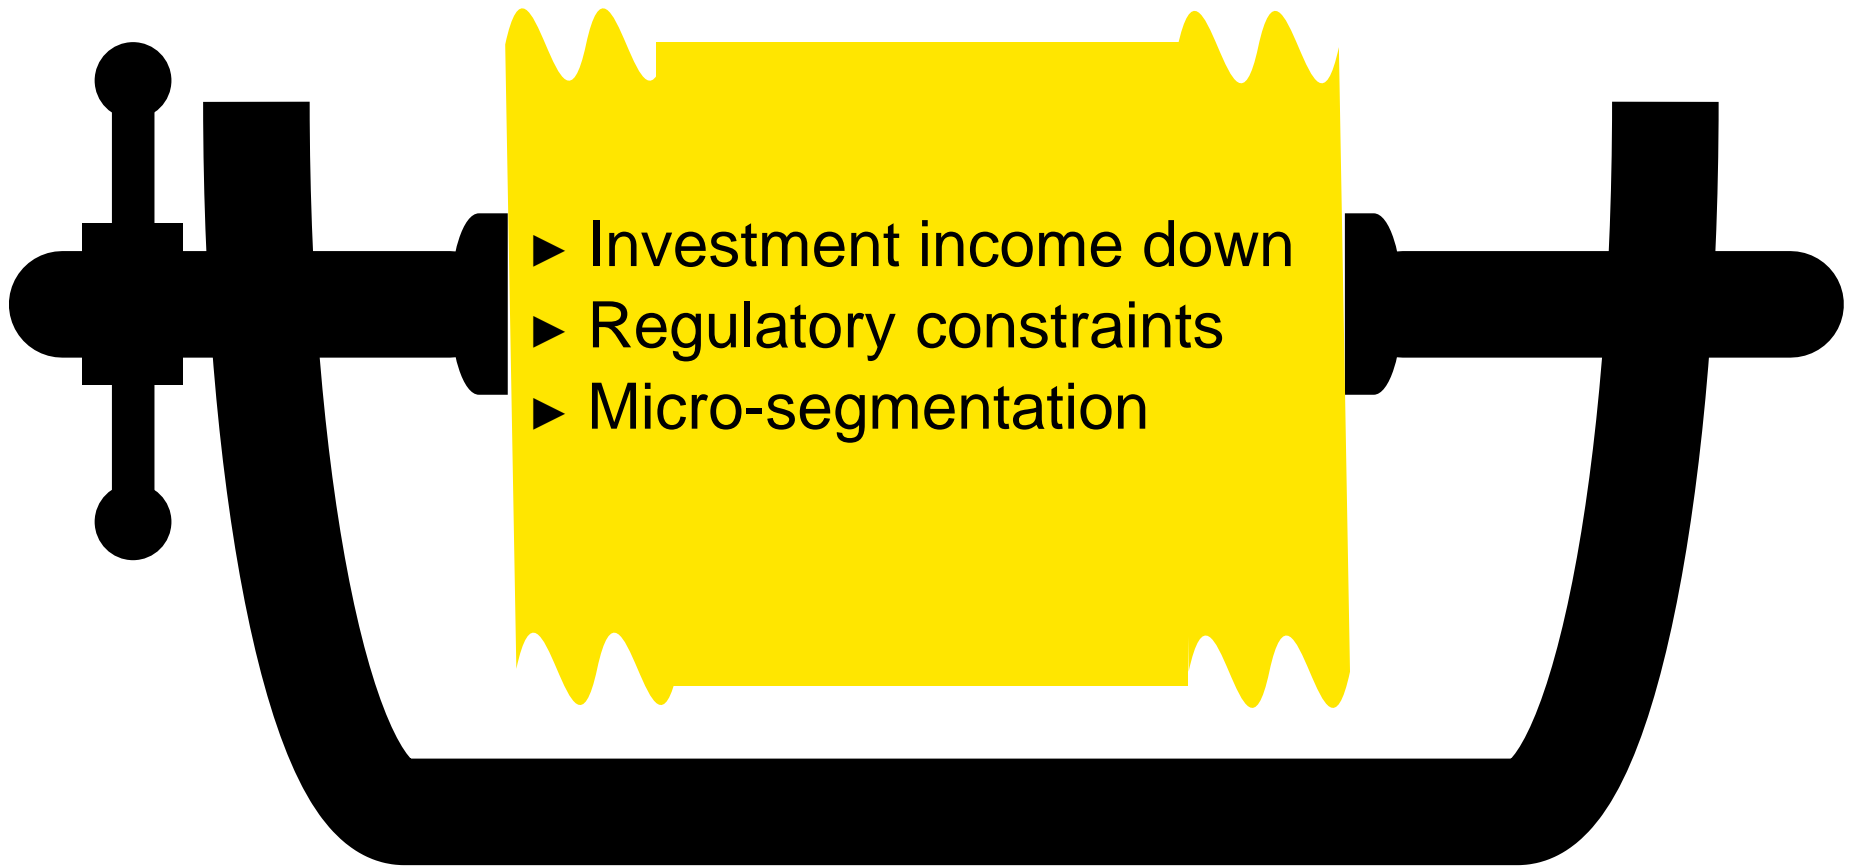 ► Investment income down
► Regulatory constraints
► Micro-segmentation